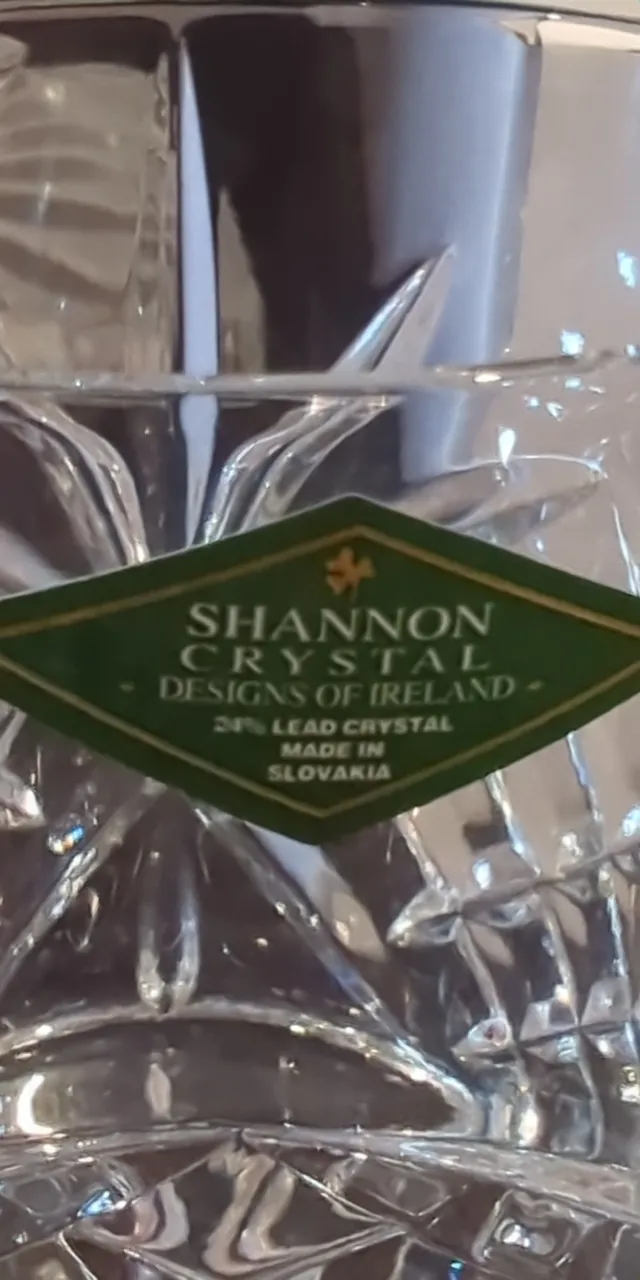 SHANNON
CRYSTAL
- DESIGNS OF IRELAND -
24% LEAD CRYSTAL
MADE IN
SLOVAKIA